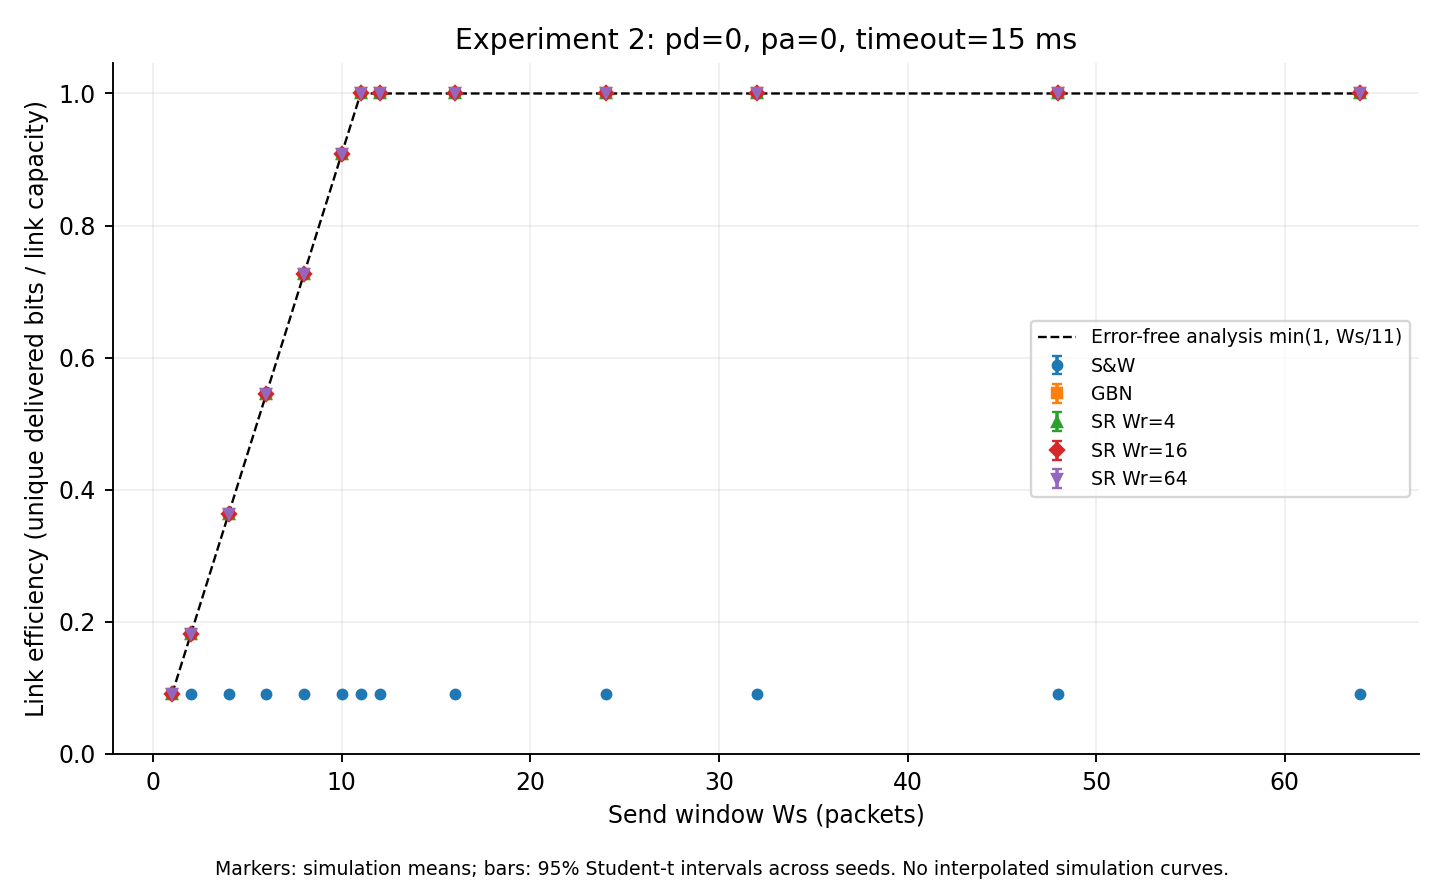 Experiment 2: pd=0, pa=0, timeout=15 ms
Link efficiency (unique delivered bits / link capacity)
1.0
0.8
0.6
0.4
0.2
0.0
Error-free analysis min(1, Ws/11)
S&W
GBN
SR Wr=4
SR Wr=16
SR Wr=64
0 10 20 30 40 50 60
Send window Ws (packets)
Markers: simulation means; bars: 95% Student-t intervals across seeds. No interpolated simulation curves.